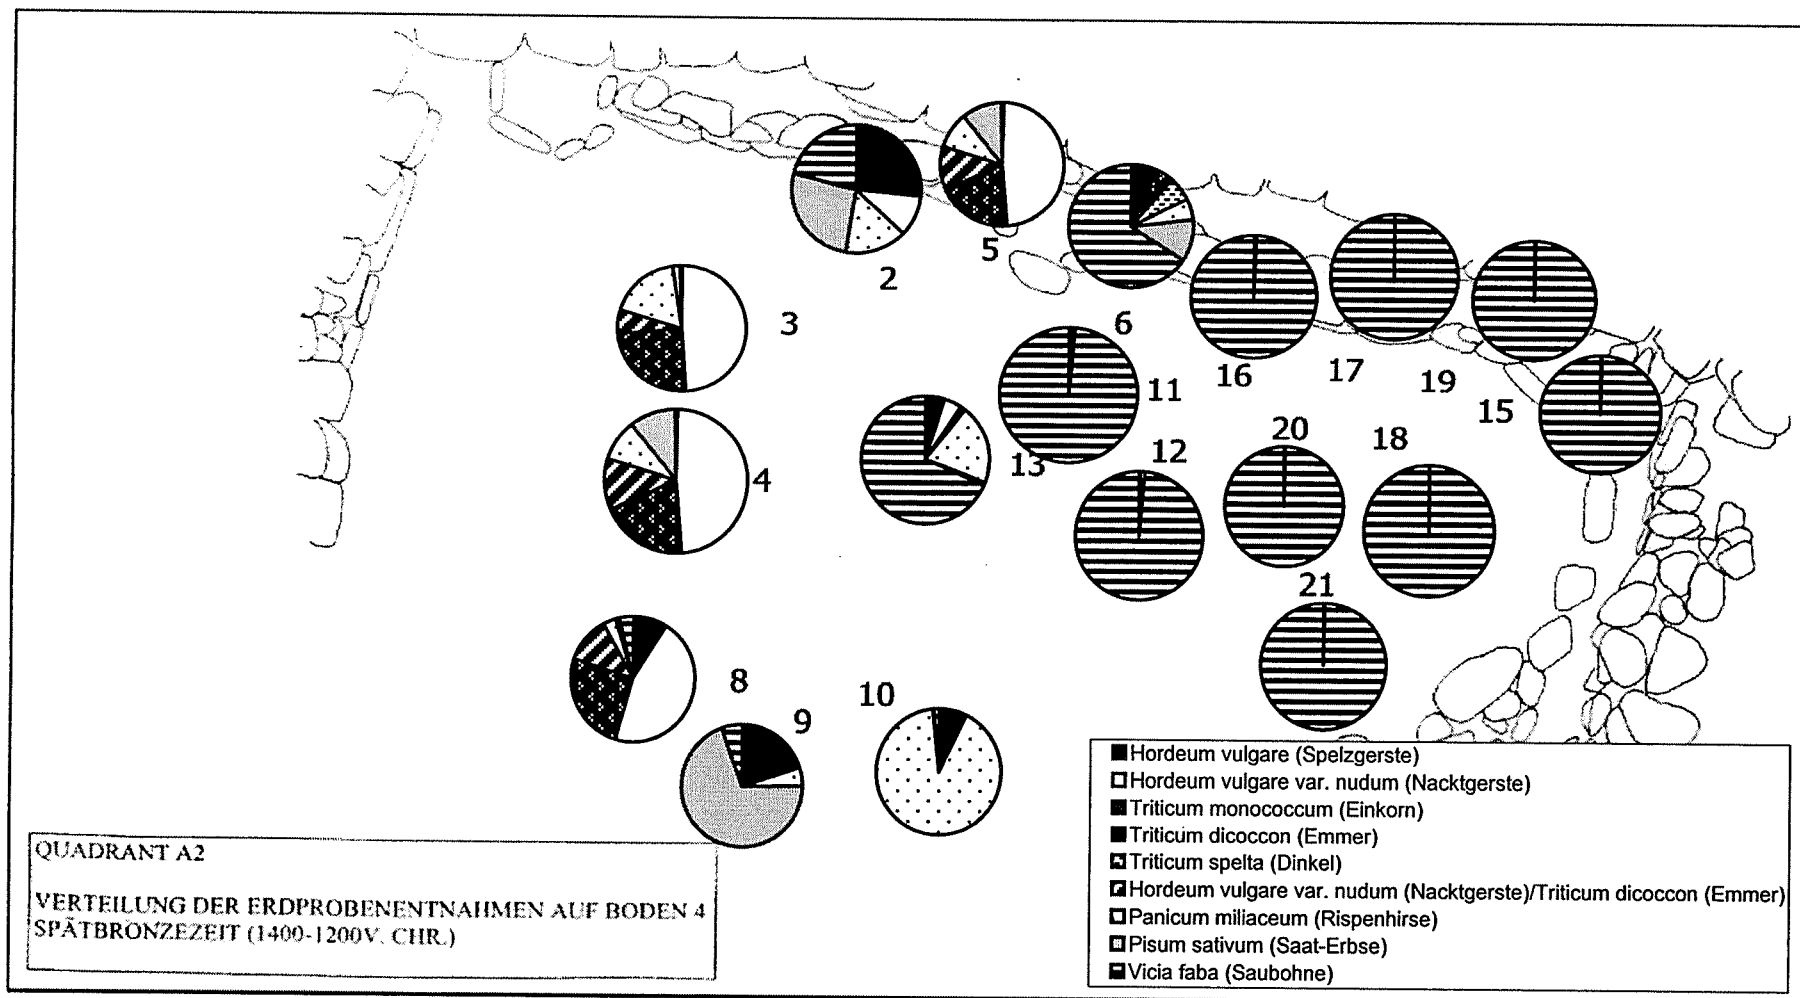 2
5
3
6
16
17
19
15
11
4
13
12
20
18
21
8
9
10
Hordeum vulgare (Spelzgerste)
Hordeum vulgare var. nudum (Nacktgerste)
Triticum monococcum (Einkorn)
Triticum dicoccon (Emmer)
Triticum spelta (Dinkel)
Hordeum vulgare var. nudum (Nacktgerste)/Triticum dicoccon (Emmer)
Panicum miliaceum (Rispenhirse)
Pisum sativum (Saat-Erbse)
Vicia faba (Saubohne)
QUADRANT A2
VERTEILUNG DER ERDPROBENENTNAHMEN AUF BODEN 4
SPÄTBRONZEZEIT (1400-1200V. CHR.)